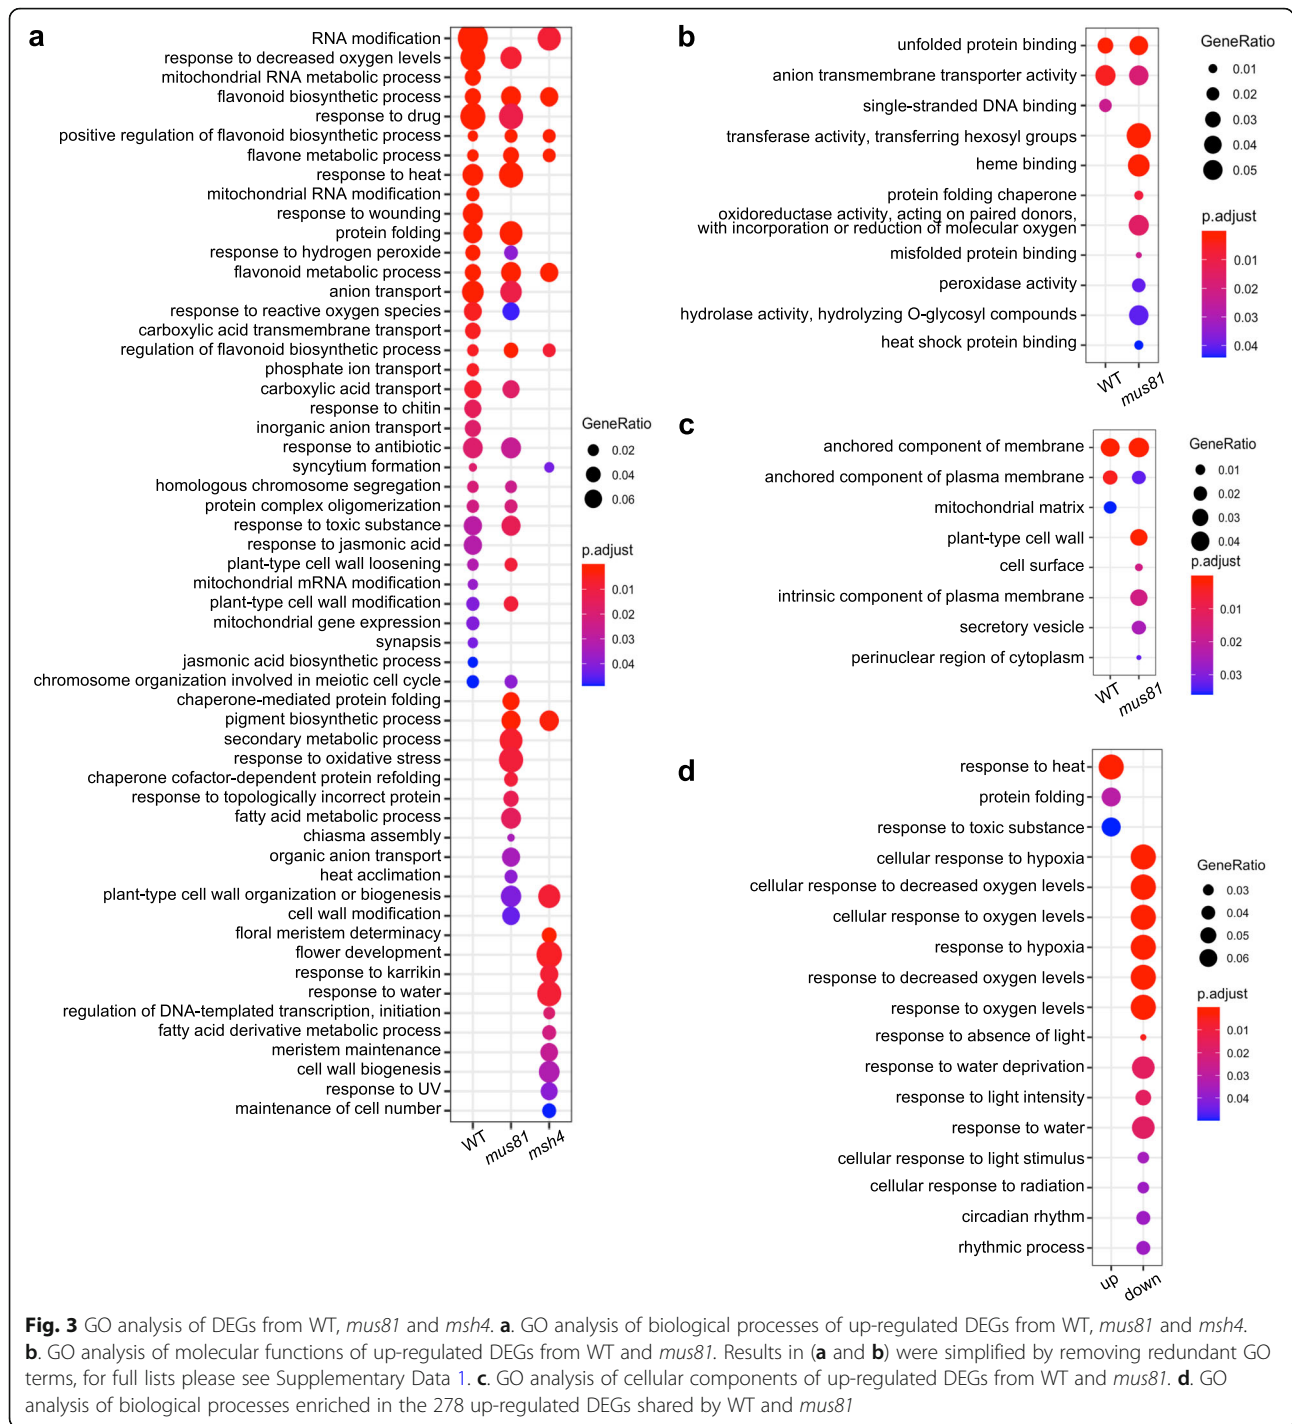 a
RNA modification
response to decreased oxygen levels
mitochondrial RNA metabolic process
flavonoid biosynthetic process
response to drug
positive regulation of flavonoid biosynthetic process
flavone metabolic process
response to heat
mitochondrial RNA modification
response to wounding
protein folding
response to hydrogen peroxide
flavonoid metabolic process
anion transport
response to reactive oxygen species
carboxylic acid transmembrane transport
regulation of flavonoid biosynthetic process
phosphate ion transport
carboxylic acid transport
response to chitin
inorganic anion transport
response to antibiotic
syncytium formation
homologous chromosome segregation
protein complex oligomerization
response to toxic substance
response to jasmonic acid
plant-type cell wall loosening
mitochondrial mRNA modification
plant-type cell wall modification
mitochondrial gene expression
synapsis
jasmonic acid biosynthetic process
chromosome organization involved in meiotic cell cycle
chaperone-mediated protein folding
pigment biosynthetic process
secondary metabolic process
response to oxidative stress
chaperone cofactor-dependent protein refolding
response to topologically incorrect protein
fatty acid metabolic process
chiasma assembly
organic anion transport
heat acclimation
plant-type cell wall organization or biogenesis
cell wall modification
floral meristem determinacy
flower development
response to karrikin
response to water
regulation of DNA-templated transcription, initiation
fatty acid derivative metabolic process
meristem maintenance
cell wall biogenesis
response to UV
maintenance of cell number
WT
mus81
msh4
GeneRatio
0.02
0.04
0.06
p.adjust
0.01
0.02
0.03
0.04
b
unfolded protein binding
anion transmembrane transporter activity
single-stranded DNA binding
transferase activity, transferring hexosyl groups
heme binding
protein folding chaperone
oxidoreductase activity, acting on paired donors,
with incorporation or reduction of molecular oxygen
misfolded protein binding
peroxidase activity
hydrolase activity, hydrolyzing O-glycosyl compounds
heat shock protein binding
WT
mus81
GeneRatio
0.01
0.02
0.03
0.04
0.05
p.adjust
0.01
0.02
0.03
0.04
c
anchored component of membrane
anchored component of plasma membrane
mitochondrial matrix
plant-type cell wall
cell surface
intrinsic component of plasma membrane
secretory vesicle
perinuclear region of cytoplasm
WT
mus81
GeneRatio
0.01
0.02
0.03
0.04
p.adjust
0.01
0.02
0.03
d
response to heat
protein folding
response to toxic substance
cellular response to hypoxia
cellular response to decreased oxygen levels
cellular response to oxygen levels
response to hypoxia
response to decreased oxygen levels
response to oxygen levels
response to absence of light
response to water deprivation
response to light intensity
response to water
cellular response to light stimulus
cellular response to radiation
circadian rhythm
rhythmic process
up
down
GeneRatio
0.03
0.04
0.05
0.06
p.adjust
0.01
0.02
0.03
0.04
Fig. 3 GO analysis of DEGs from WT, mus81 and msh4. a. GO analysis of biological processes of up-regulated DEGs from WT, mus81 and msh4.
b. GO analysis of molecular functions of up-regulated DEGs from WT and mus81. Results in (a and b) were simplified by removing redundant GO
terms, for full lists please see Supplementary Data 1. c. GO analysis of cellular components of up-regulated DEGs from WT and mus81. d. GO
analysis of biological processes enriched in the 278 up-regulated DEGs shared by WT and mus81